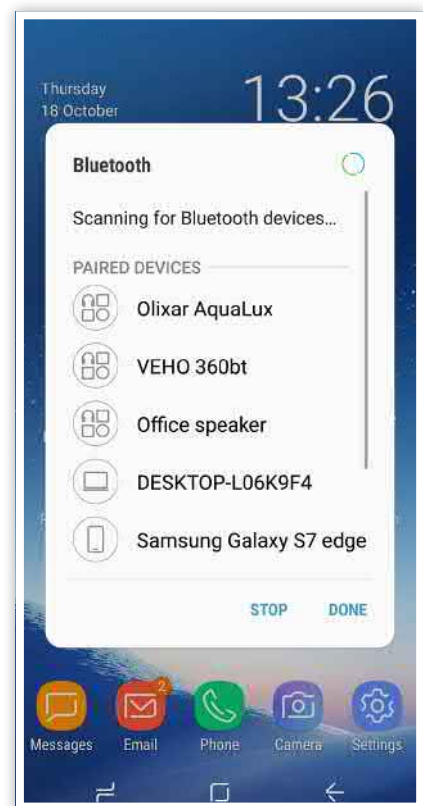 Thursday
18 October
13:26
Bluetooth
Scanning for Bluetooth devices...
PAIRED DEVICES
Olixar AquaLux
VEHO 360bt
Office speaker
DESKTOP-L06K9F4
Samsung Galaxy S7 edge
STOP DONE
2
Messages Email Phone Camera Settings